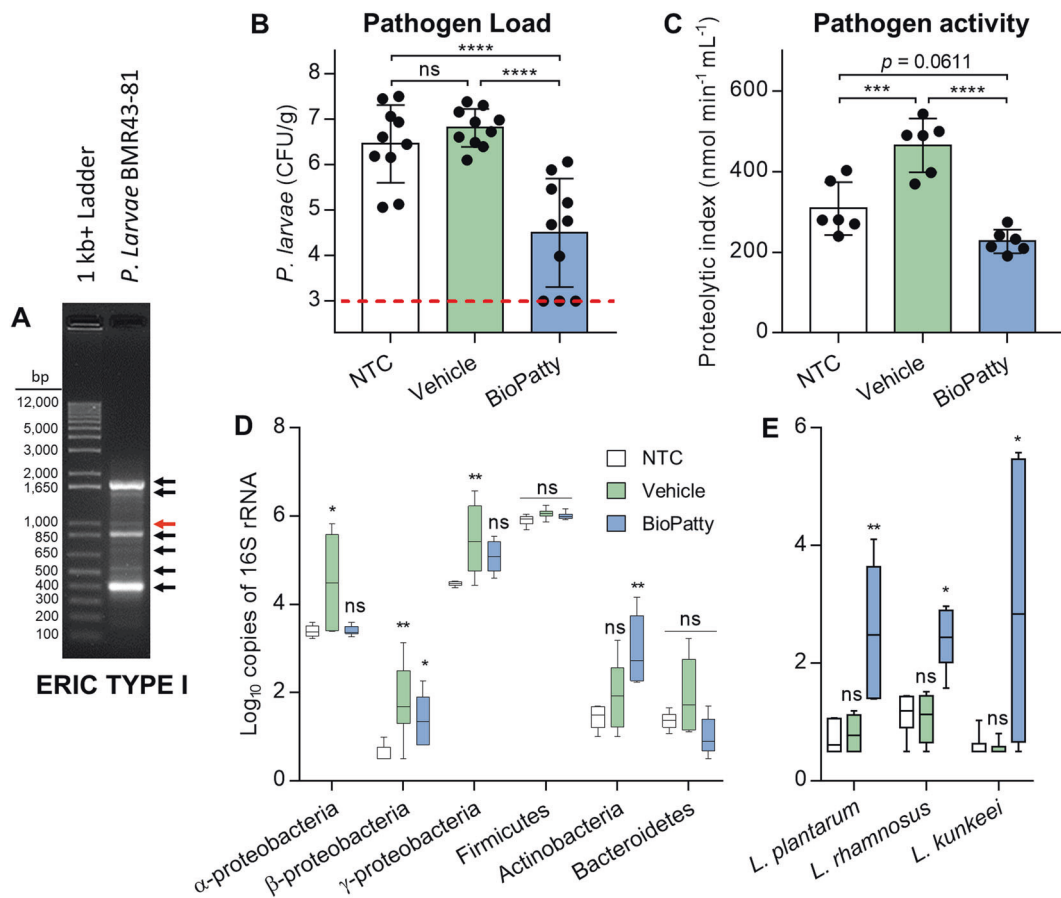 A
1 kb+ Ladder
P. Larvae BMR43-81
bp
12,000
5,000
3,000
2,000
1,650
1,000
850
650
500
400
300
200
100
ERIC TYPE I
B
Pathogen Load
****
ns
****
P. larvae (CFU/g)
8
7
6
5
4
3
NTC
Vehicle
BioPatty
C
Pathogen activity
p = 0.0611
***
****
Proteolytic index (nmol min⁻¹ mL⁻¹)
600
400
200
0
NTC
Vehicle
BioPatty
D
Log₁₀ copies of 16S rRNA
8
6
4
2
0
NTC
Vehicle
BioPatty
*
ns
**
*
**
ns
ns
ns
**
ns
α-proteobacteria
β-proteobacteria
γ-proteobacteria
Firmicutes
Actinobacteria
Bacteroidetes
E
6
4
2
0
ns
**
ns
*
ns
*
L. plantarum
L. rhamnosus
L. kunkeei